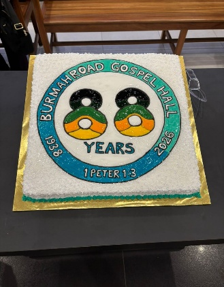 BURMAHROAD GOSPEL HALL
88
YEARS
1938
2026
1 PETER 1:3